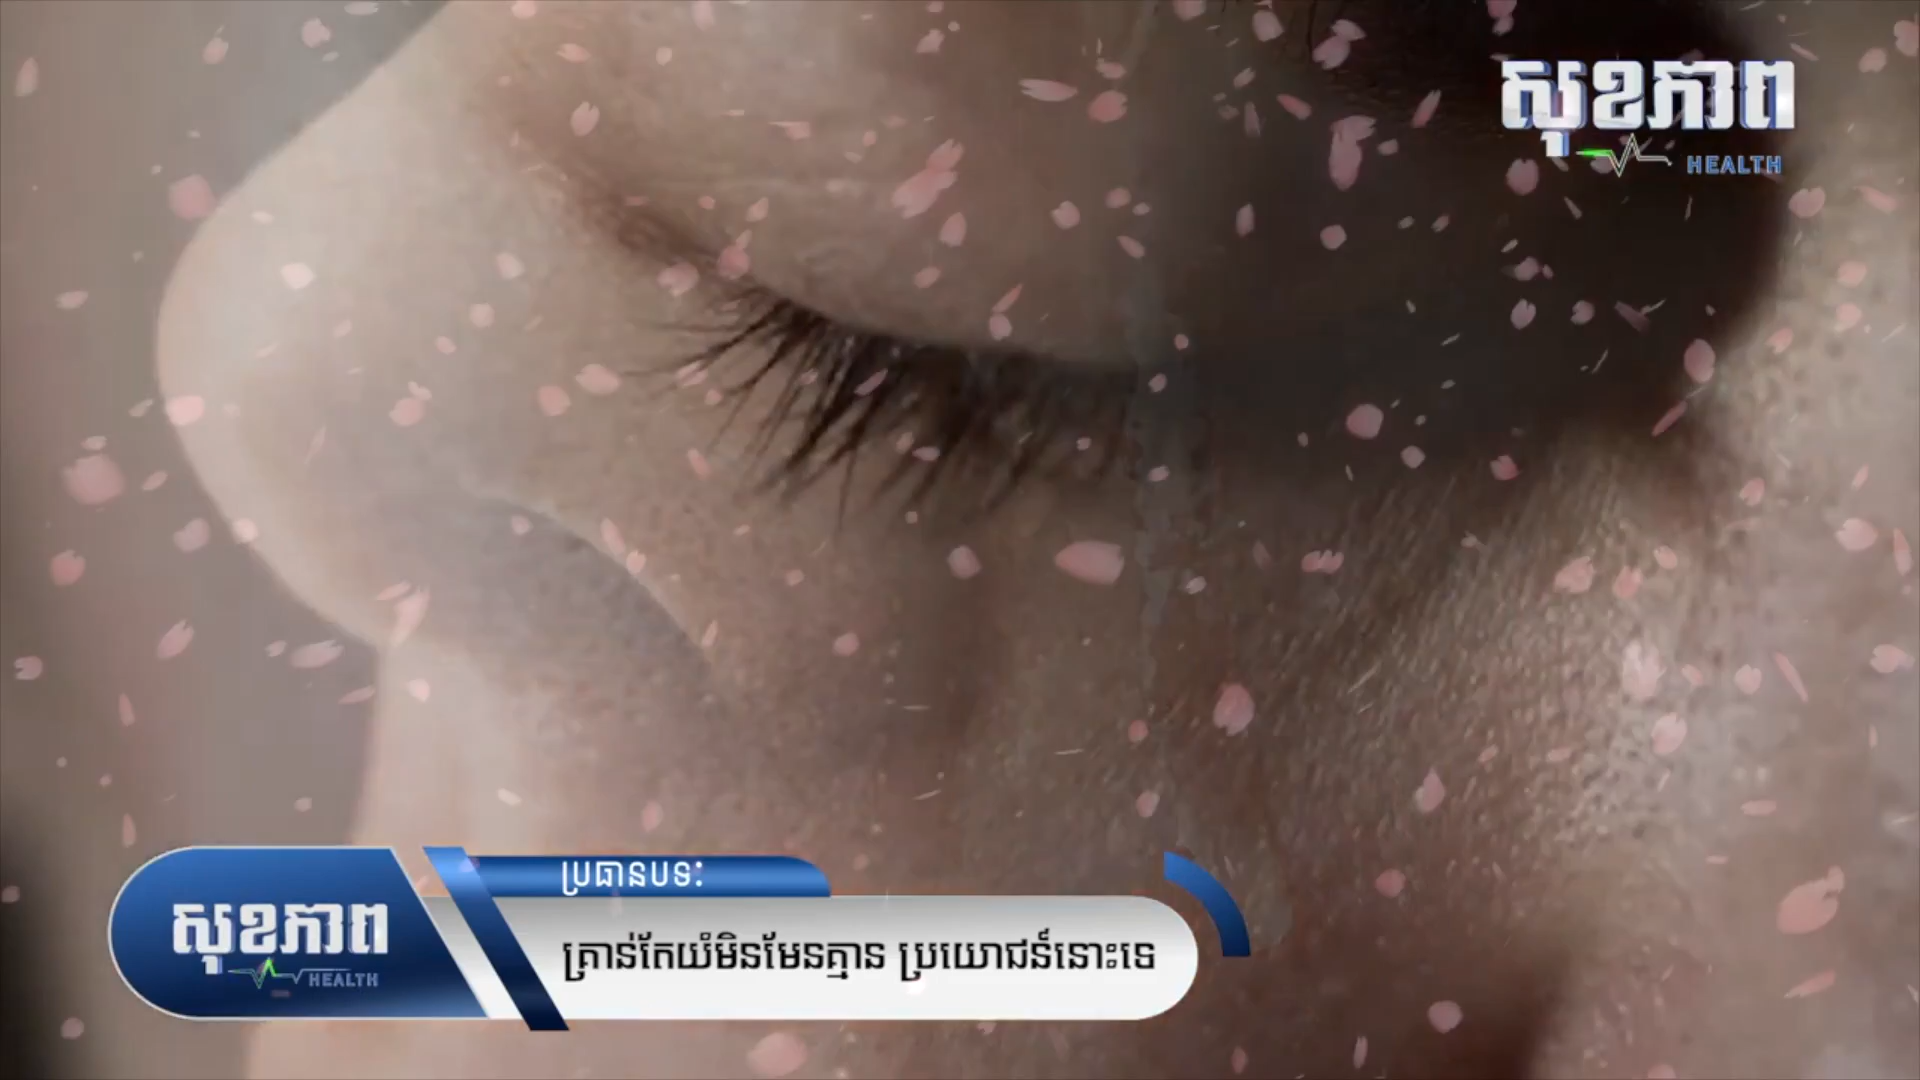 សុខភាព
HEALTH
ប្រធានបទៈ
សុខភាព
HEALTH
គ្រាន់តែយំមិនមែនគ្មាន ប្រយោជន៍នោះទេ